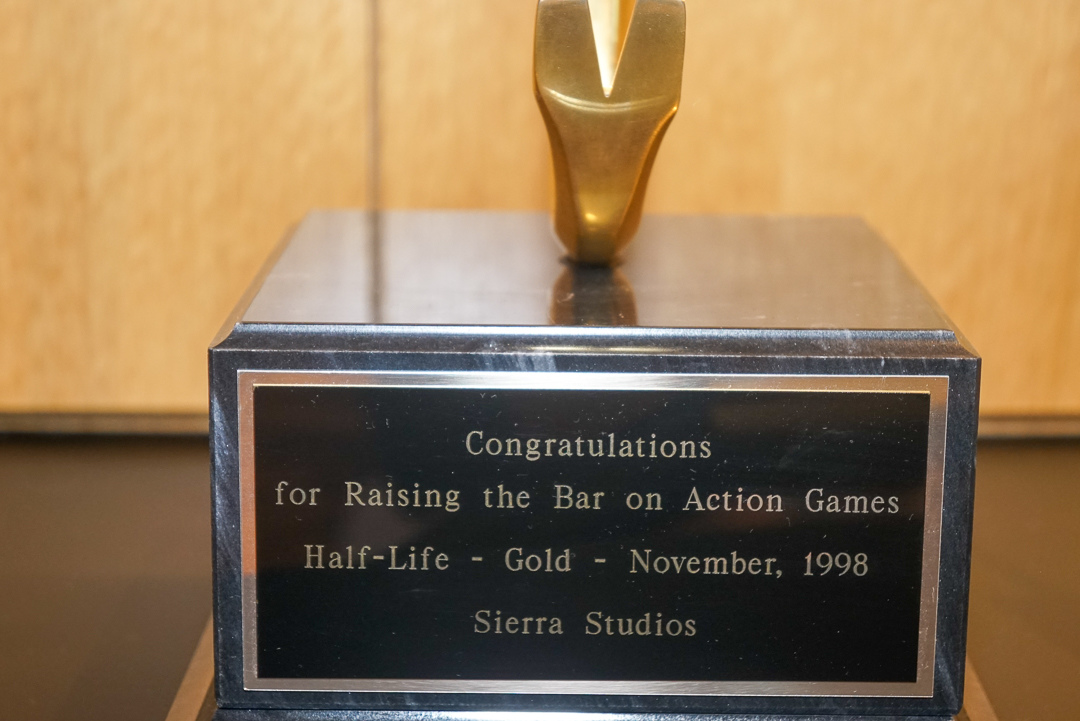 Congratulations
for Raising the Bar on Action Games
Half-Life - Gold - November, 1998
Sierra Studios